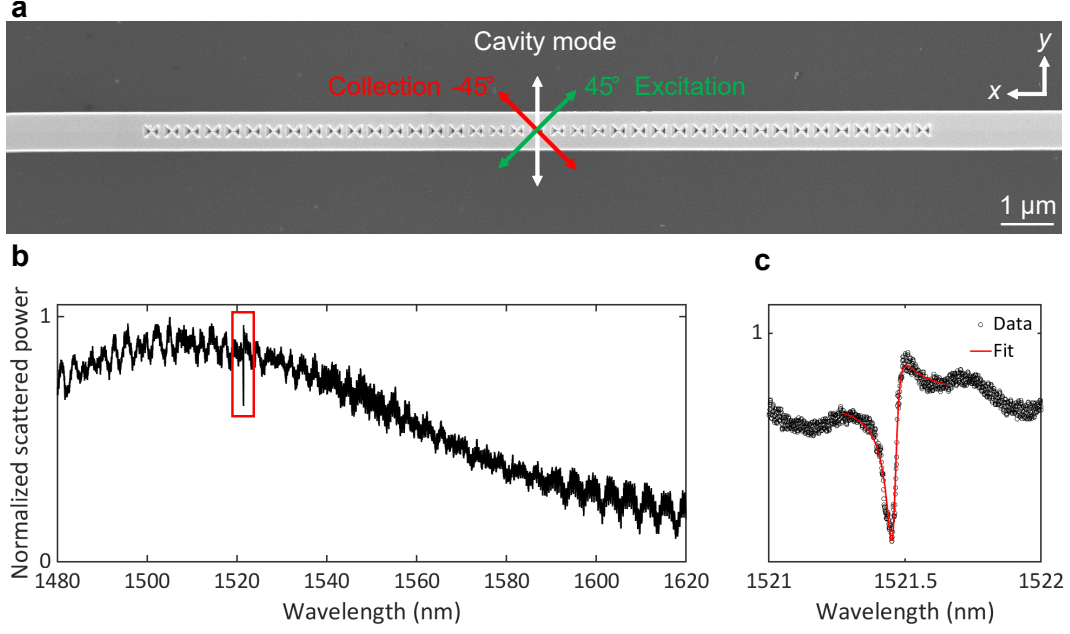 a
Cavity mode
Collection -45°
45° Excitation
y
x
1 μm
b
Normalized scattered power
1
0
1480
1500
1520
1540
1560
1580
1600
1620
Wavelength (nm)
c
1
Data
Fit
1521
1521.5
1522
Wavelength (nm)